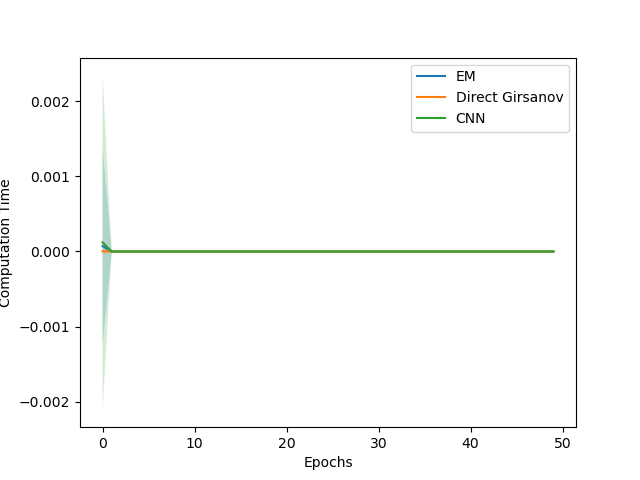 EM
Direct Girsanov
CNN
0.002
0.001
0.000
−0.001
−0.002
Computation Time
0 10 20 30 40 50
Epochs